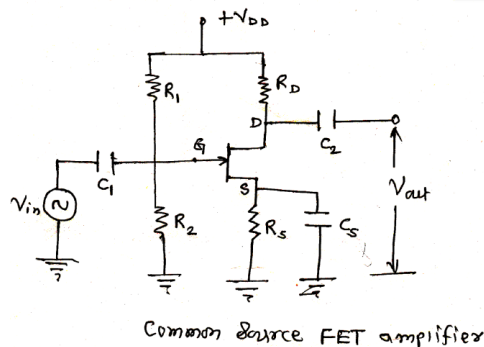 +VDD
R1
RD
D
C2
G
C1
Vin
S
Vout
R2
Rs
Cs
Common Source FET amplifier